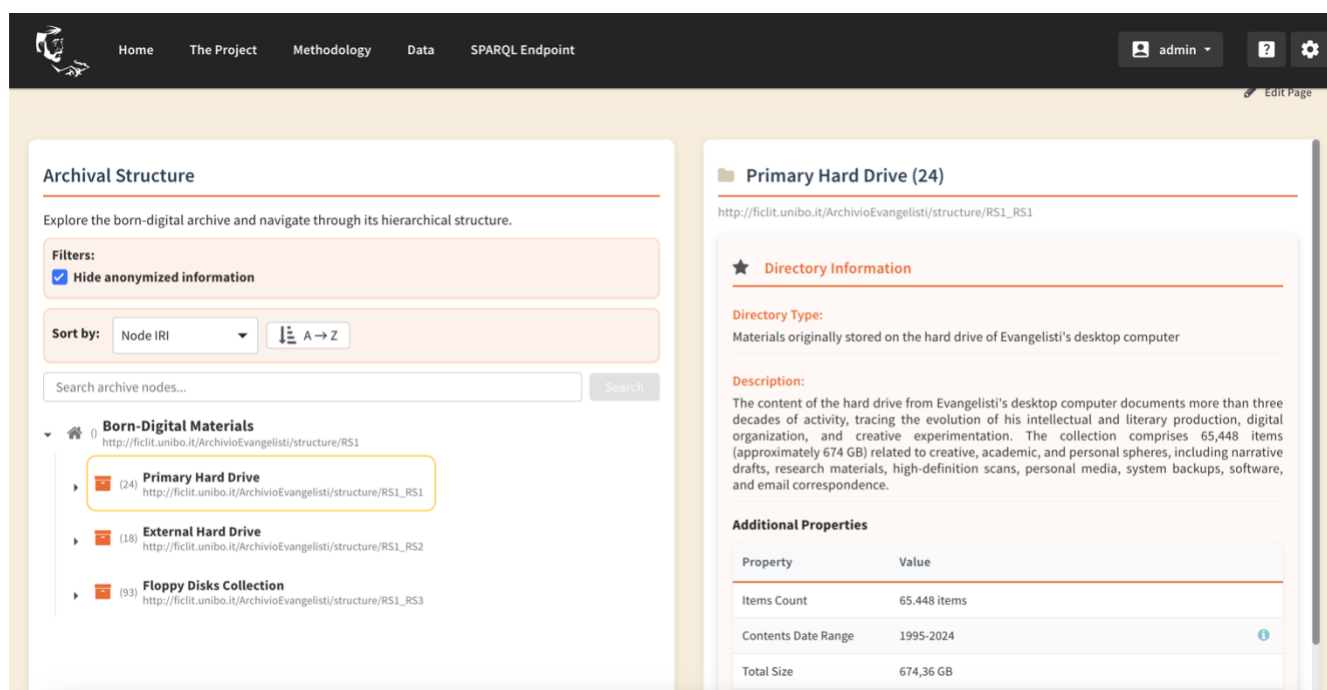 Home The Project Methodology Data SPARQL Endpoint admin ?
Edit Page
Archival Structure
Explore the born-digital archive and navigate through its hierarchical structure.
Filters:
Hide anonymized information
Sort by: Node IRI A → Z
Search archive nodes... Search
() Born-Digital Materials
http://ficlit.unibo.it/ArchivioEvangelisti/structure/RS1
(24) Primary Hard Drive
http://ficlit.unibo.it/ArchivioEvangelisti/structure/RS1_RS1
(18) External Hard Drive
http://ficlit.unibo.it/ArchivioEvangelisti/structure/RS1_RS2
(93) Floppy Disks Collection
http://ficlit.unibo.it/ArchivioEvangelisti/structure/RS1_RS3
Primary Hard Drive (24)
http://ficlit.unibo.it/ArchivioEvangelisti/structure/RS1_RS1
Directory Information
Directory Type:
Materials originally stored on the hard drive of Evangelisti's desktop computer
Description:
The content of the hard drive from Evangelisti's desktop computer documents more than three
decades of activity, tracing the evolution of his intellectual and literary production, digital
organization, and creative experimentation. The collection comprises 65,448 items
(approximately 674 GB) related to creative, academic, and personal spheres, including narrative
drafts, research materials, high-definition scans, personal media, system backups, software,
and email correspondence.
Additional Properties
Property Value
Items Count 65.448 items
Contents Date Range 1995-2024
Total Size 674,36 GB